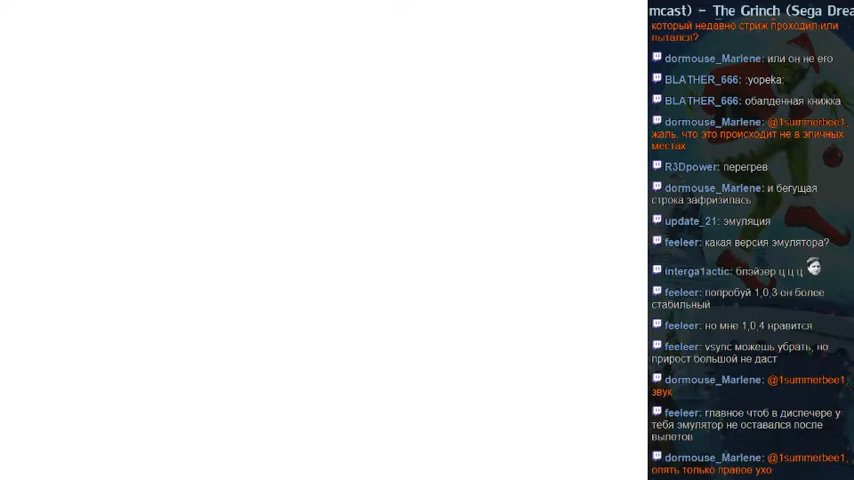 mcast) – The Grinch (Sega Drea
который недавно стриж проходил или
пытался?
dormouse_Marlene: или он не его
BLATHER_666: :yopeka:
BLATHER_666: обалденная книжка
dormouse_Marlene: @1summerbee1,
жаль, что это происходит не в эпичных
местах
R3Dpower: перегрев
dormouse_Marlene: и бегущая
строка зафризилась
update_21: эмуляция
feeleer: какая версия эмулятора?
interga1actic: блэйзер ц ц ц
feeleer: попробуй 1,0,3 он более
стабильный
feeleer: но мне 1,0,4 нравится
feeleer: vsync можешь убрать, но
прирост большой не даст
dormouse_Marlene: @1summerbee1,
звук
feeleer: главное чтоб в диспечере у
тебя эмулятор не оставался после
вылетов
dormouse_Marlene: @1summerbee1,
опять только правое ухо